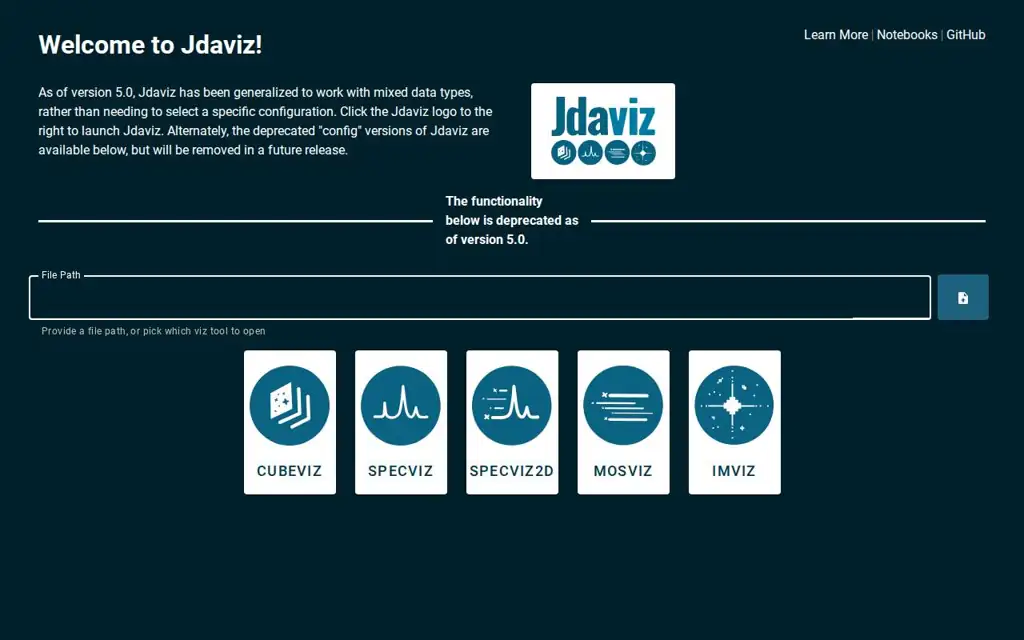 Welcome to Jdaviz!
Learn More | Notebooks | GitHub
As of version 5.0, Jdaviz has been generalized to work with mixed data types,
rather than needing to select a specific configuration. Click the Jdaviz logo to the
right to launch Jdaviz. Alternately, the deprecated "config" versions of Jdaviz are
available below, but will be removed in a future release.
Jdaviz
The functionality
below is deprecated as
of version 5.0.
File Path
Provide a file path, or pick which viz tool to open
CUBEVIZ
SPECVIZ
SPECVIZ2D
MOSVIZ
IMVIZ